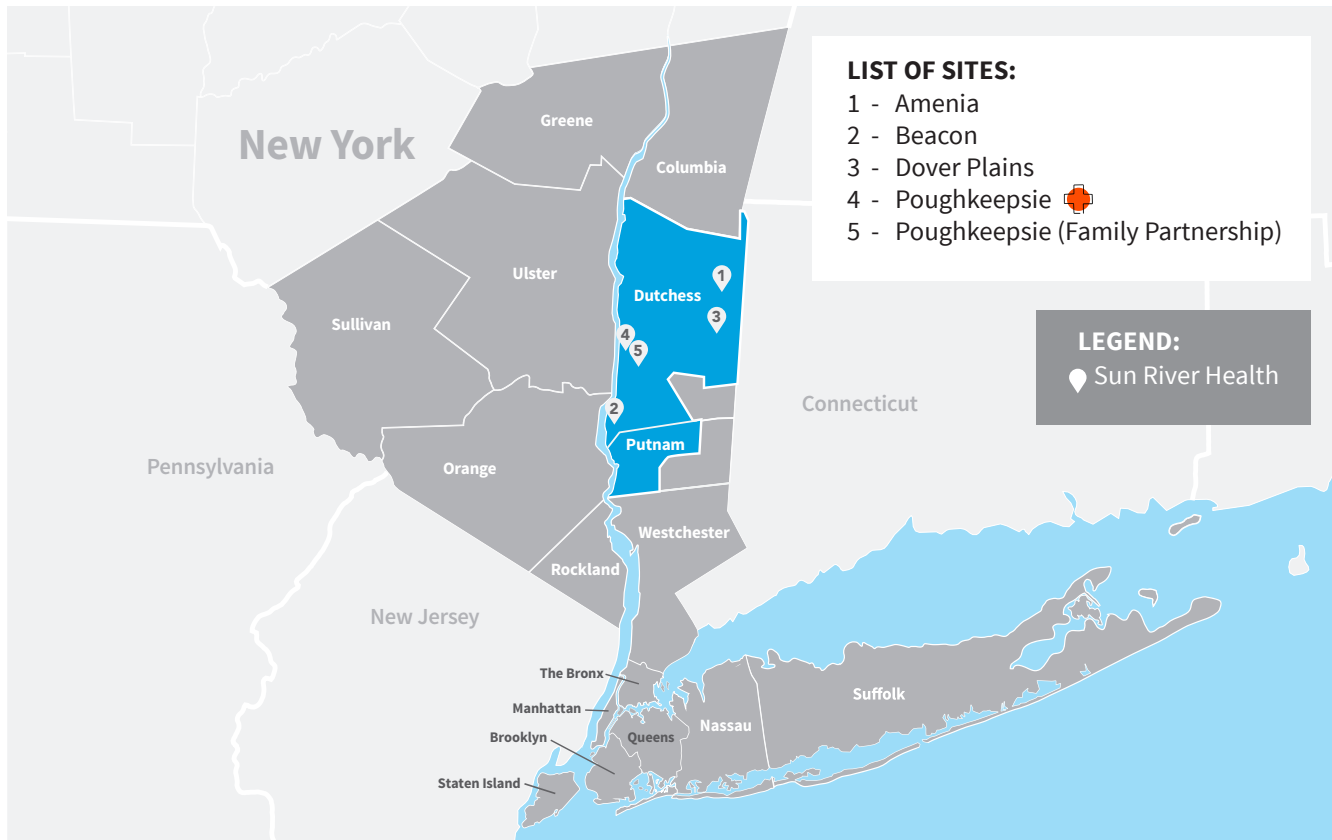 LIST OF SITES:
1 - Amenia
2 - Beacon
3 - Dover Plains
4 - Poughkeepsie
5 - Poughkeepsie (Family Partnership)
LEGEND:
Sun River Health
New York
Greene
Columbia
Ulster
Dutchess
1
Sullivan
3
4
5
Connecticut
2
Putnam
Pennsylvania
Orange
Westchester
Rockland
New Jersey
The Bronx
Suffolk
Manhattan
Nassau
Brooklyn
Queens
Staten Island